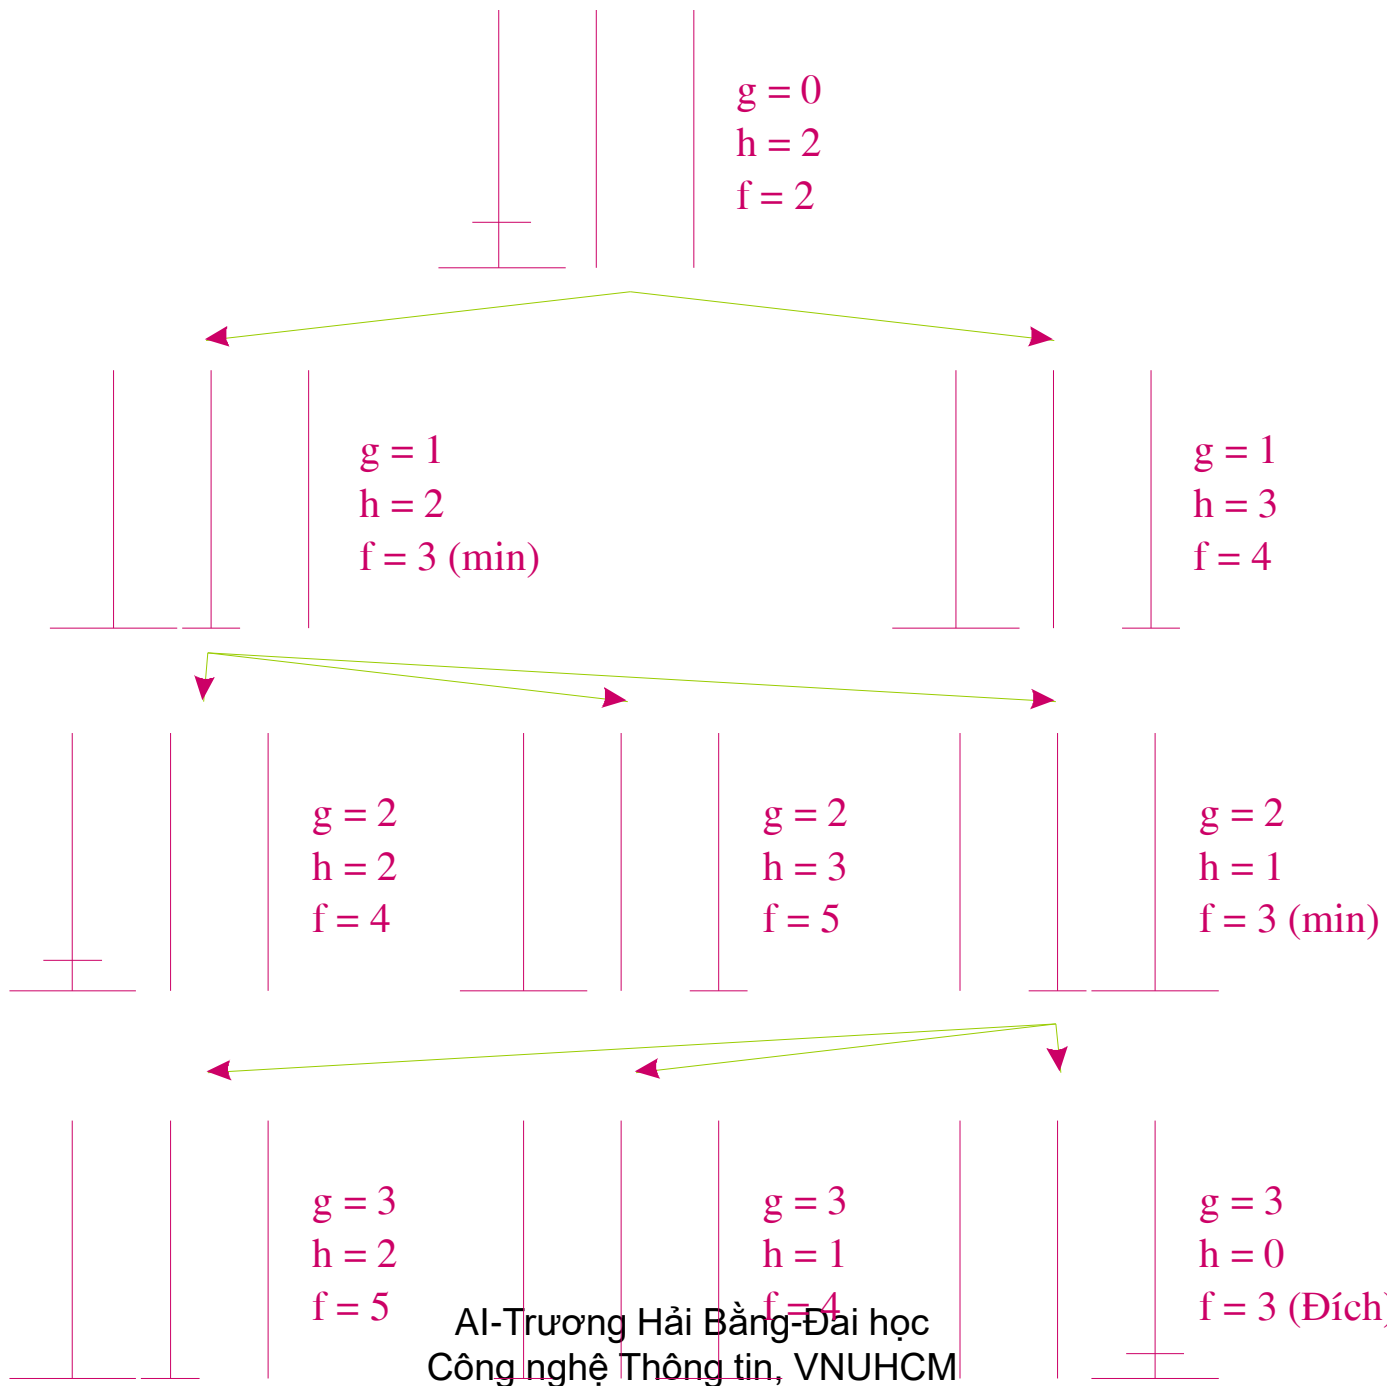 g = 0
h = 2
f = 2
g = 1
h = 2
f = 3 (min)
g = 1
h = 3
f = 4
g = 2
h = 2
f = 4
g = 2
h = 3
f = 5
g = 2
h = 1
f = 3 (min)
g = 3
h = 2
f = 5
g = 3
h = 1
f = 4
g = 3
h = 0
f = 3 (Đích)
AI-Trương Hải Bằng-Đai học
Công nghệ Thông tin, VNUHCM